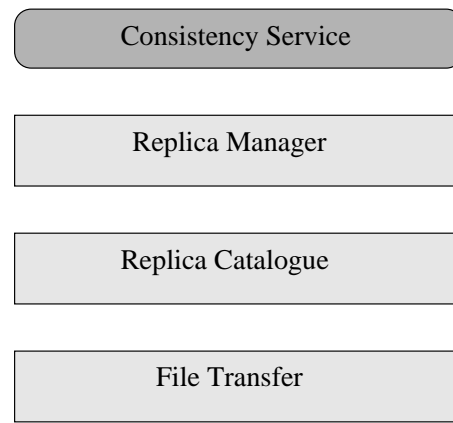 Consistency Service
Replica Manager
Replica Catalogue
File Transfer